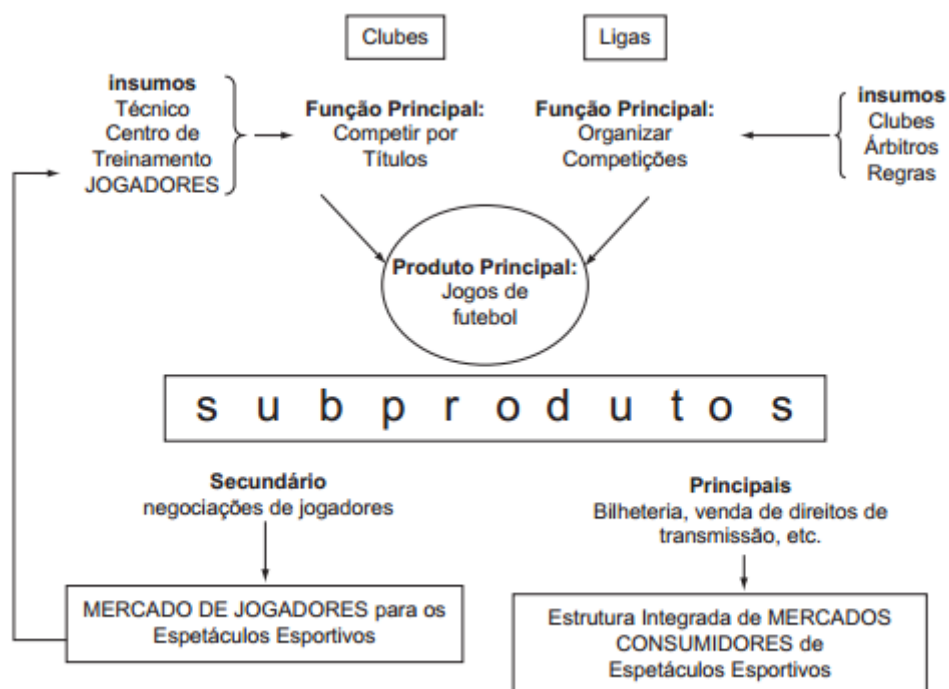 Clubes
Ligas
insumos
Técnico
Centro de
Treinamento
JOGADORES
Função Principal:
Competir por
Títulos
Função Principal:
Organizar
Competições
insumos
Clubes
Árbitros
Regras
Produto Principal:
Jogos de
futebol
s u b p r o d u t o s
Secundário
negociações de jogadores
Principais
Bilheteria, venda de direitos de
transmissão, etc.
MERCADO DE JOGADORES para os
Espetáculos Esportivos
Estrutura Integrada de MERCADOS
CONSUMIDORES de
Espetáculos Esportivos